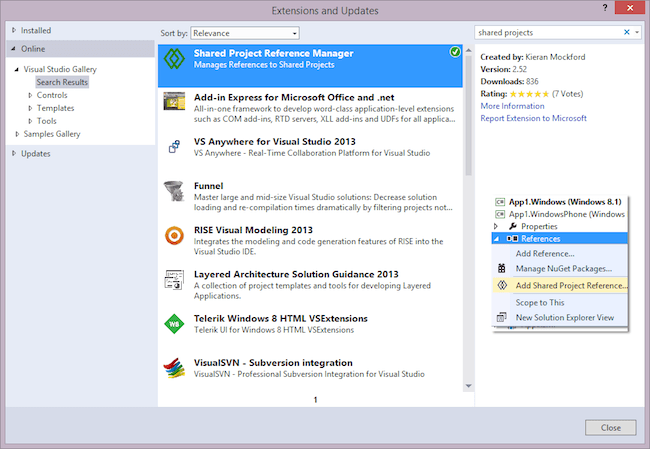 Extensions and Updates
? ✕
Installed
Online
Visual Studio Gallery
Search Results
Controls
Templates
Tools
Samples Gallery
Updates
Sort by: Relevance
Shared Project Reference Manager
Manages References to Shared Projects
Add-in Express for Microsoft Office and .net
All-in-one framework to develop word-class application-level extensions
such as COM add-ins, RTD servers, XLL add-ins and UDFs for all applica...
VS Anywhere for Visual Studio 2013
VS Anywhere - Real-Time Collaboration Platform for Visual Studio
Funnel
Master large and mid-size Visual Studio solutions: Decrease solution
loading and re-compilation times dramatically by filtering projects not...
RISE Visual Modeling 2013
Integrates the modeling and code generation features of RISE into the
Visual Studio IDE.
Layered Architecture Solution Guidance 2013
A collection of project templates and tools for developing Layered
Applications.
Telerik Windows 8 HTML VSExtensions
Telerik UI for Windows 8 HTML VSExtensions
VisualSVN - Subversion integration
VisualSVN - Professional Subversion Integration for Visual Studio
1
shared projects
Created by: Kieran Mockford
Version: 2.52
Downloads: 836
Rating: (7 Votes)
More Information
Report Extension to Microsoft
App1.Windows (Windows 8.1)
App1.WindowsPhone (Windows
Properties
References
Add Reference...
Manage NuGet Packages...
Add Shared Project Reference...
Scope to This
New Solution Explorer View
Close